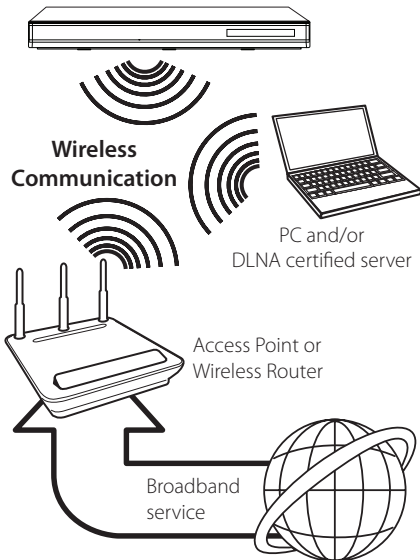 Wireless
Communication
PC and/or
DLNA certified server
Access Point or
Wireless Router
Broadband
service